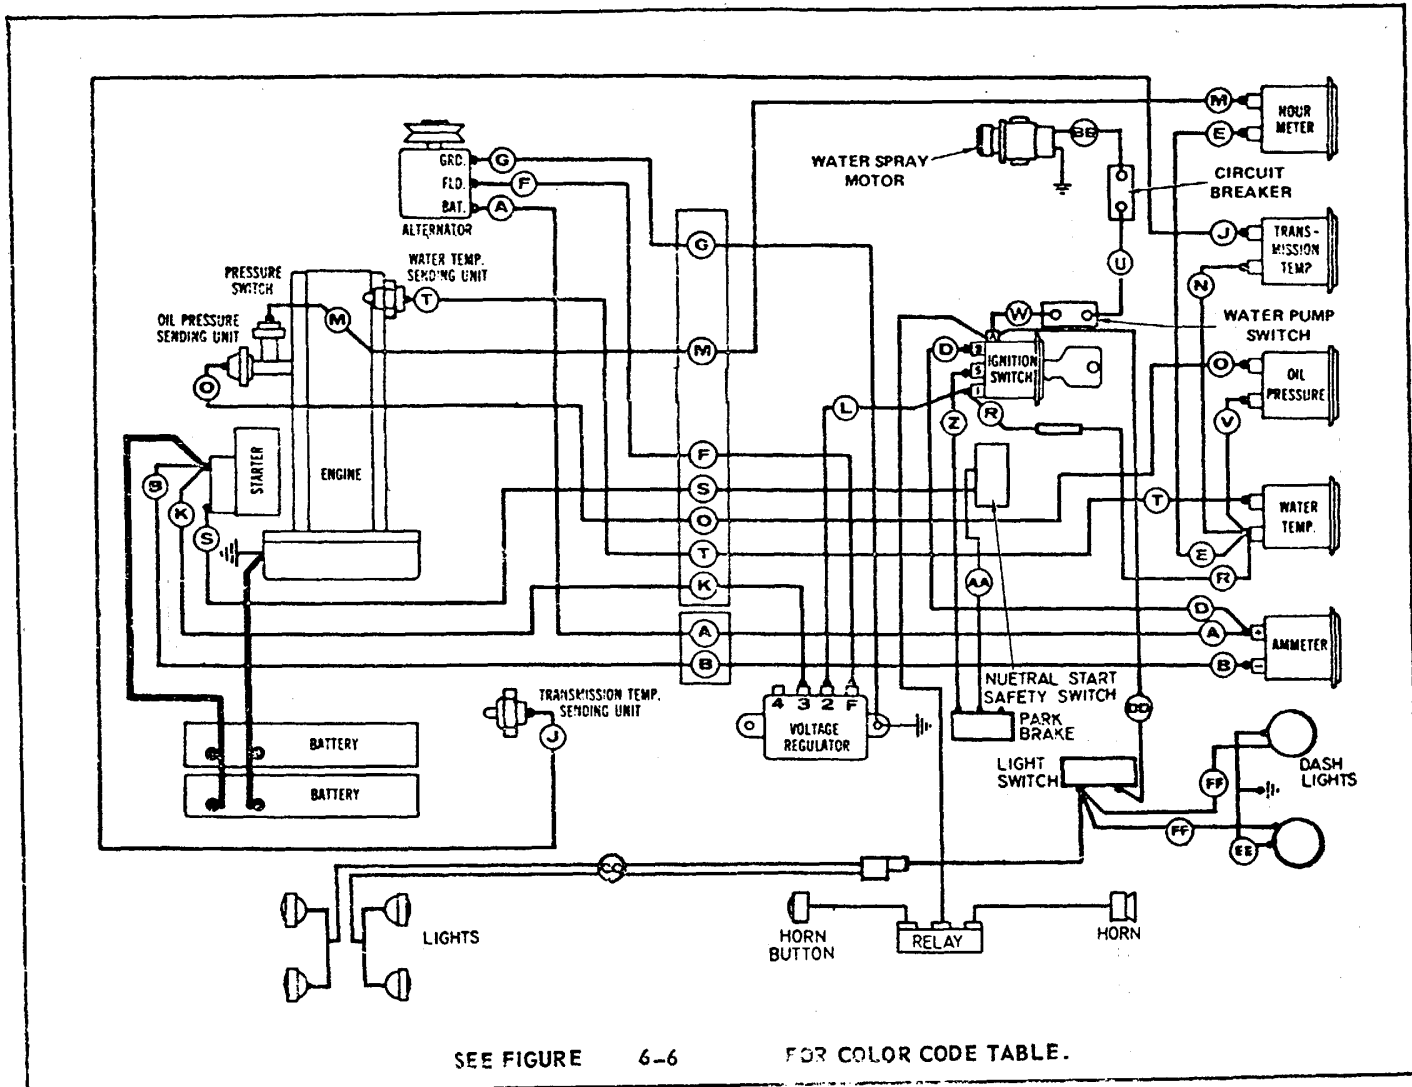 M
HOUR
METER
E
BB
WATER SPRAY
MOTOR
CIRCUIT
BREAKER
GRD.
G
FLD.
F
BAT.
A
ALTERNATOR
J
TRANS-
MISSION
TEMP
N
G
U
WATER TEMP.
SENDING UNIT
T
PRESSURE
SWITCH
M
OIL PRESSURE
SENDING UNIT
O
W
WATER PUMP
SWITCH
A
D
S
1
IGNITION
SWITCH
M
O
OIL
PRESSURE
L
Z
R
V
F
B
K
S
STARTER
ENGINE
S
O
T
K
T
WATER
TEMP.
E
R
AA
D
A
A
B
B
AMMETER
+
-
NUETRAL START
SAFETY SWITCH
PARK
BRAKE
DD
TRANSMISSION TEMP.
SENDING UNIT
J
4 3 2 F
VOLTAGE
REGULATOR
BATTERY
BATTERY
LIGHT
SWITCH
FF
FF
EE
DASH
LIGHTS
CC
LIGHTS
HORN
BUTTON
RELAY
HORN
SEE FIGURE 6-6 FOR COLOR CODE TABLE.